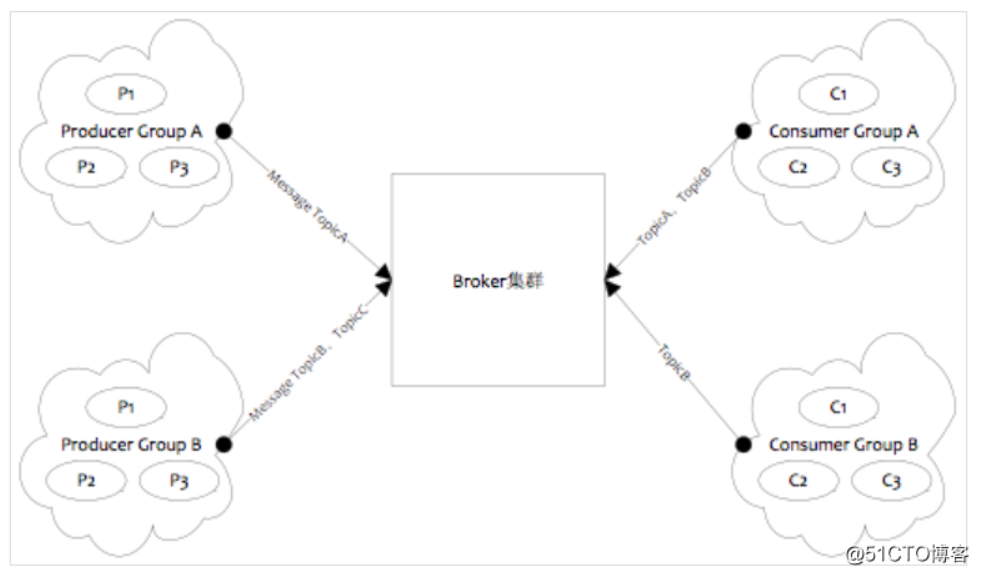 P1
Producer Group A
P2
P3
Message TopicA
C1
Consumer Group A
C2
C3
TopicA、TopicB
Broker集群
Message TopicB、TopicC
TopicB
P1
Producer Group B
P2
P3
C1
Consumer Group B
C2
C3
@51CTO博客